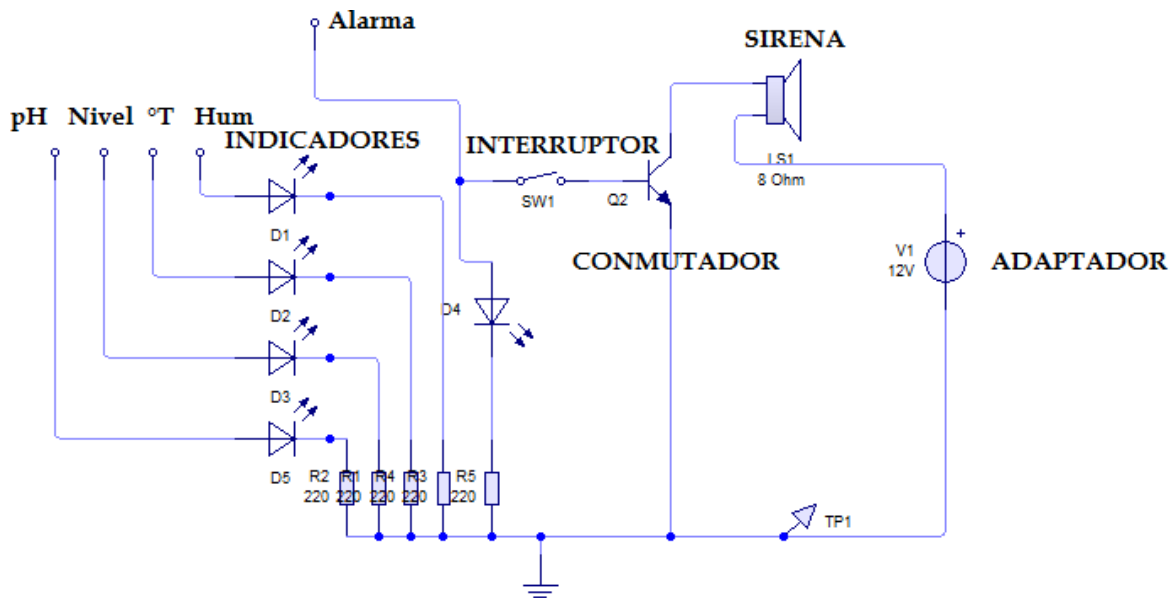 Alarma
SIRENA
pH Nivel ºT Hum
INDICADORES
INTERRUPTOR
LS1
8 Ohm
SW1
Q2
D1
CONMUTADOR
V1
12V
+
ADAPTADOR
D4
D2
D3
D5
R2 R1 R4 R3 R5
220 220 220 220 220
TP1